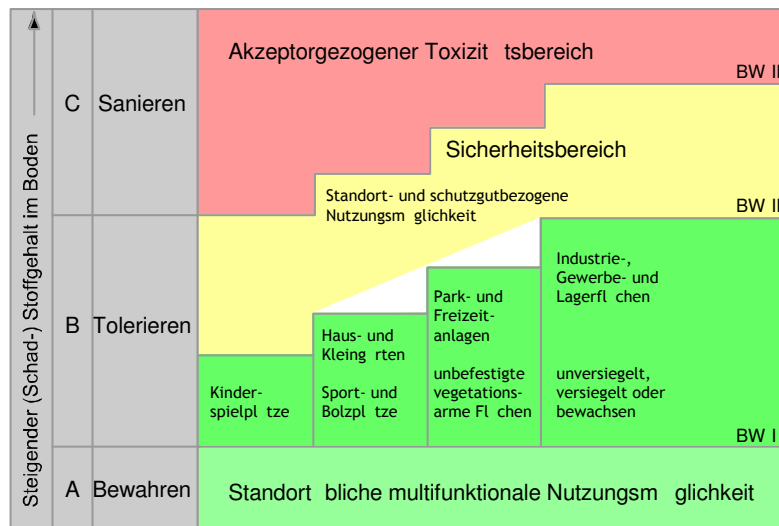 Steigender (Schad-) Stoffgehalt im Boden
C Sanieren
Akzeptorgezogener Toxizit tsbereich
BW II
Sicherheitsbereich
Standort- und schutzgutbezogene
Nutzungsm glichkeit
BW II
B Tolerieren
Kinder-
spielpl tze
Haus- und
Kleing rten
Sport- und
Bolzpl tze
Park- und
Freizeit-
anlagen
unbefestigte
vegetations-
arme Fl chen
Industrie-,
Gewerbe- und
Lagerfl chen
unversiegelt,
versiegelt oder
bewachsen
BW I
A Bewahren
Standort bliche multifunktionale Nutzungsm glichkeit